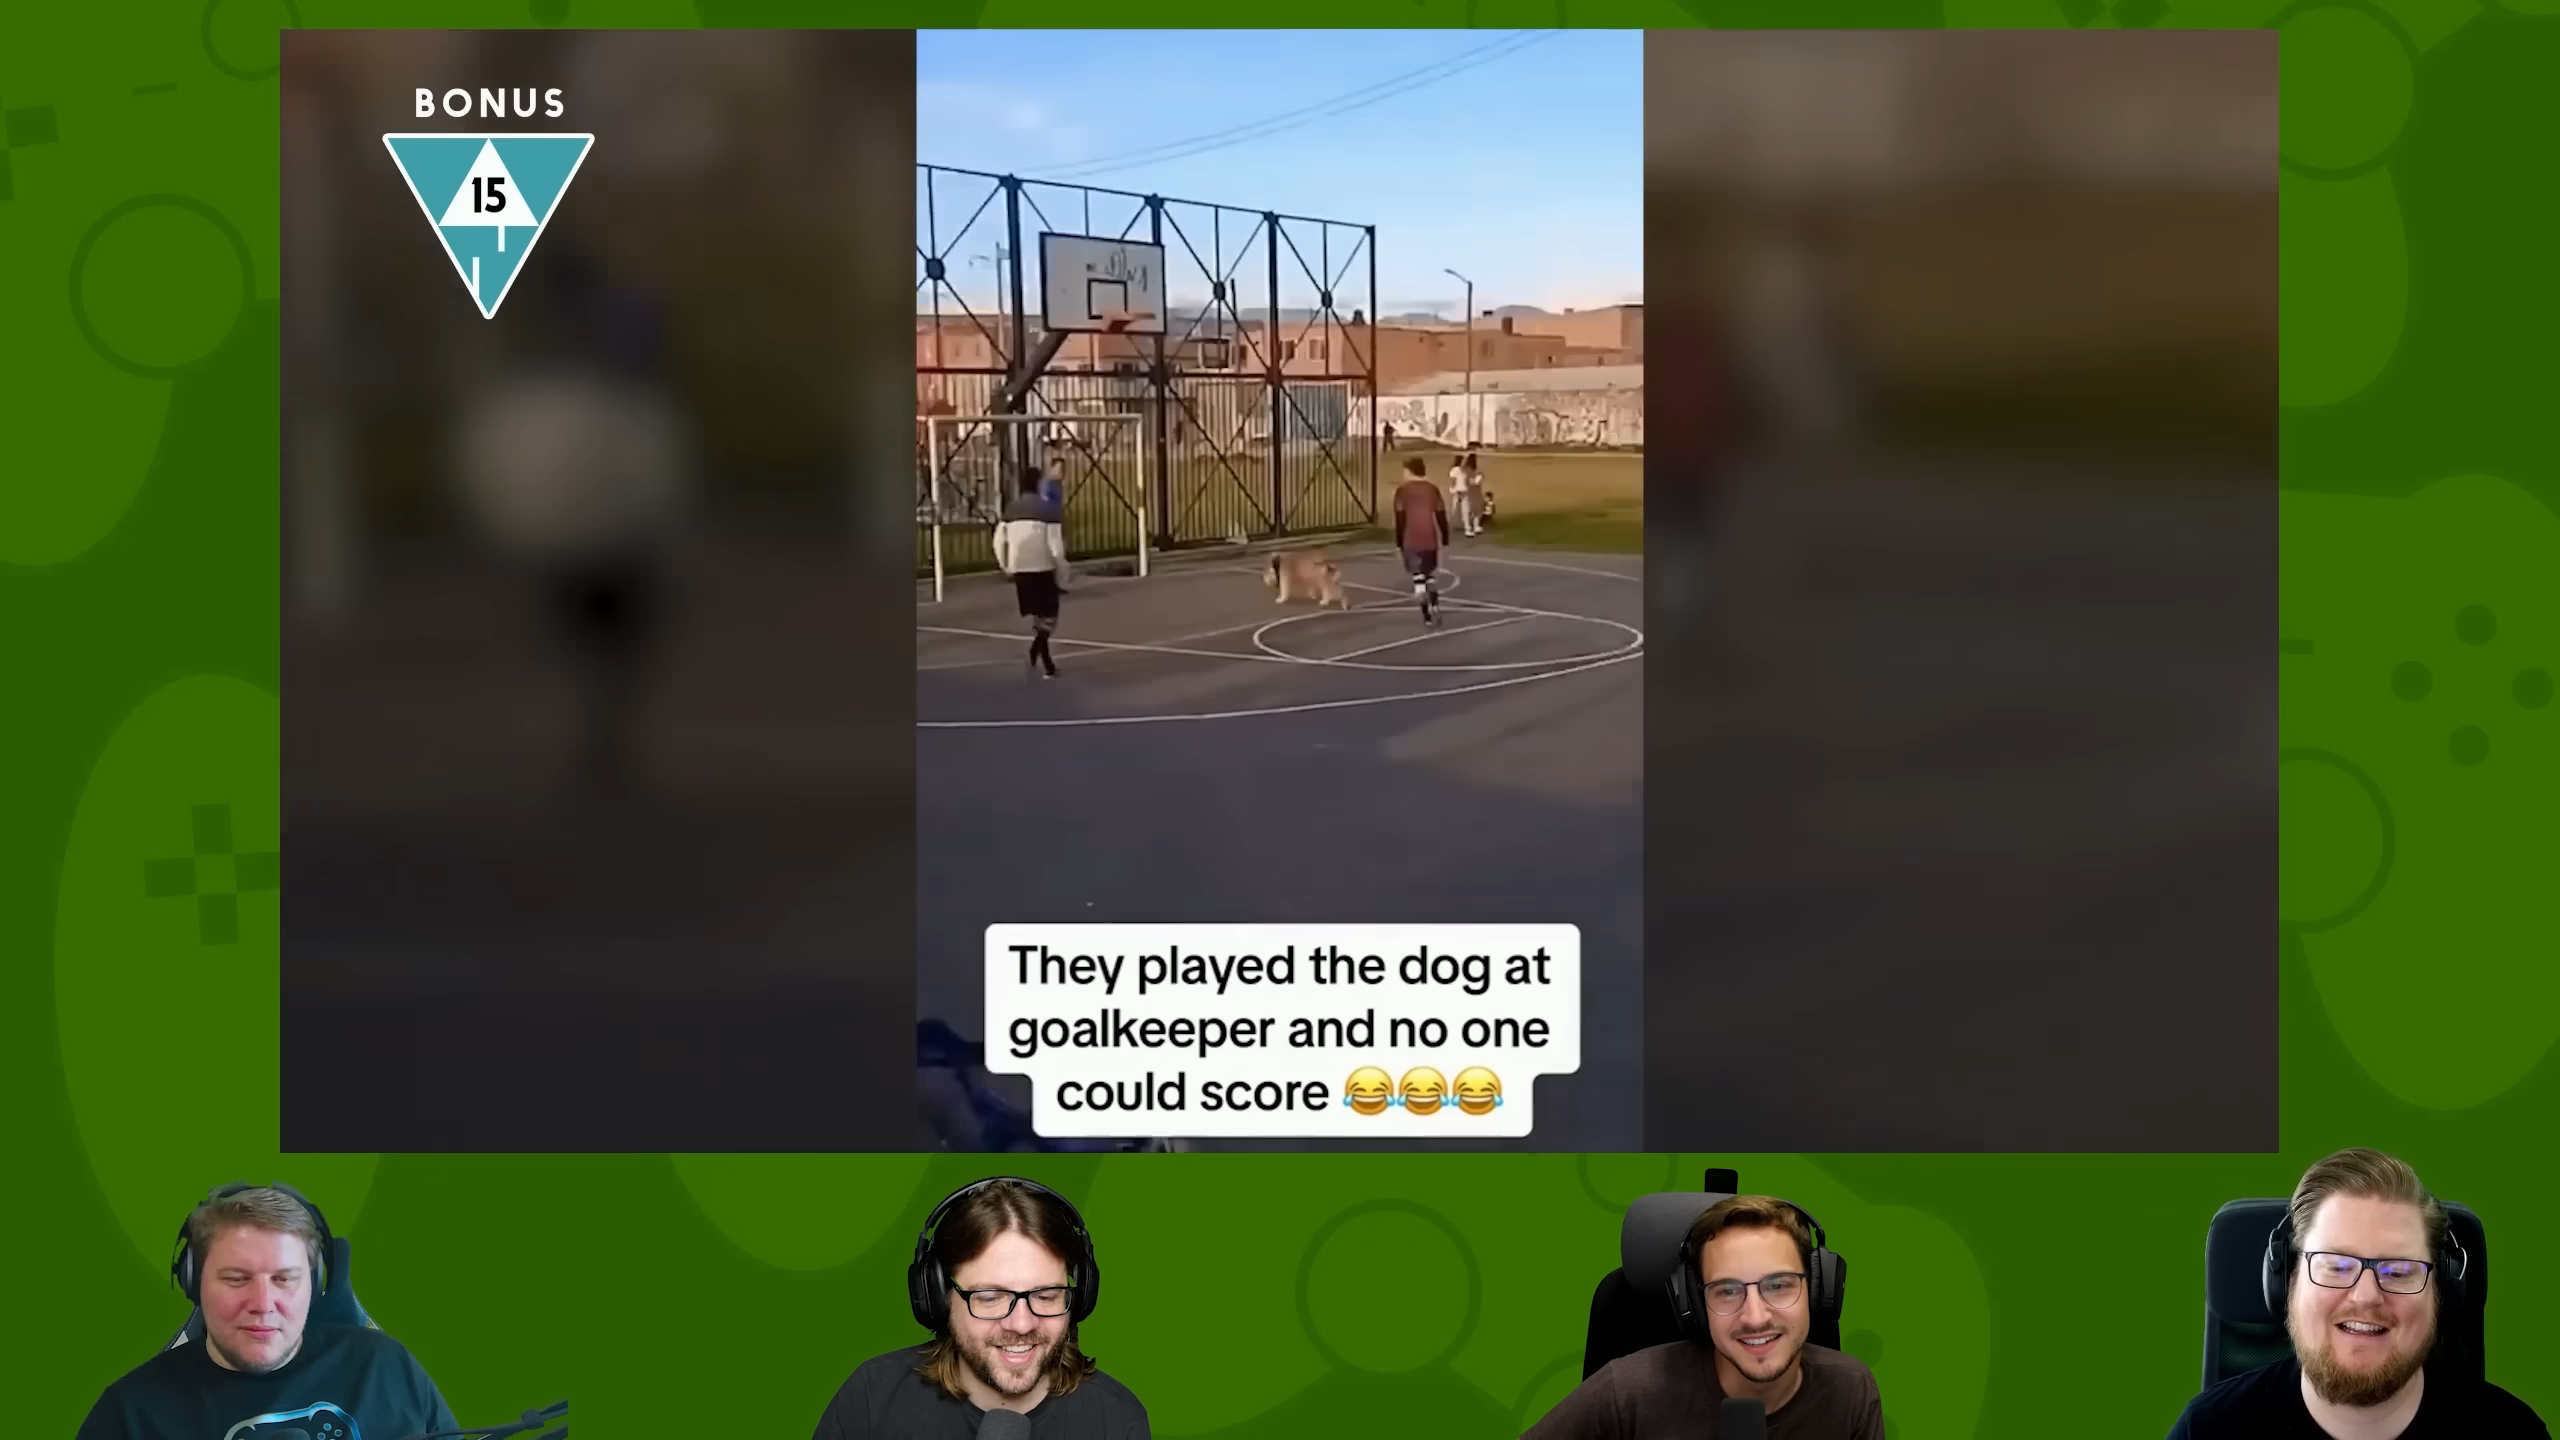 BONUS
15
They played the dog at
goalkeeper and no one
could score 😂😂😂